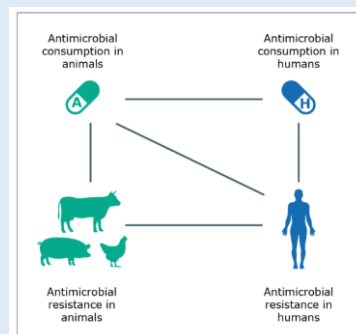 Antimicrobial
consumption in
animals
Antimicrobial
consumption in
humans
A
H
Antimicrobial
resistance in
animals
Antimicrobial
resistance in
humans